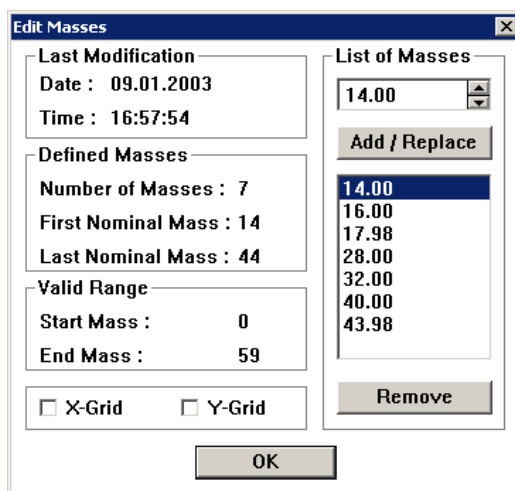 Edit Masses
Last Modification
Date : 09.01.2003
Time : 16:57:54
Defined Masses
Number of Masses : 7
First Nominal Mass : 14
Last Nominal Mass : 44
Valid Range
Start Mass : 0
End Mass : 59
X-Grid Y-Grid
List of Masses
14.00
Add / Replace
14.00
16.00
17.98
28.00
32.00
40.00
43.98
Remove
OK